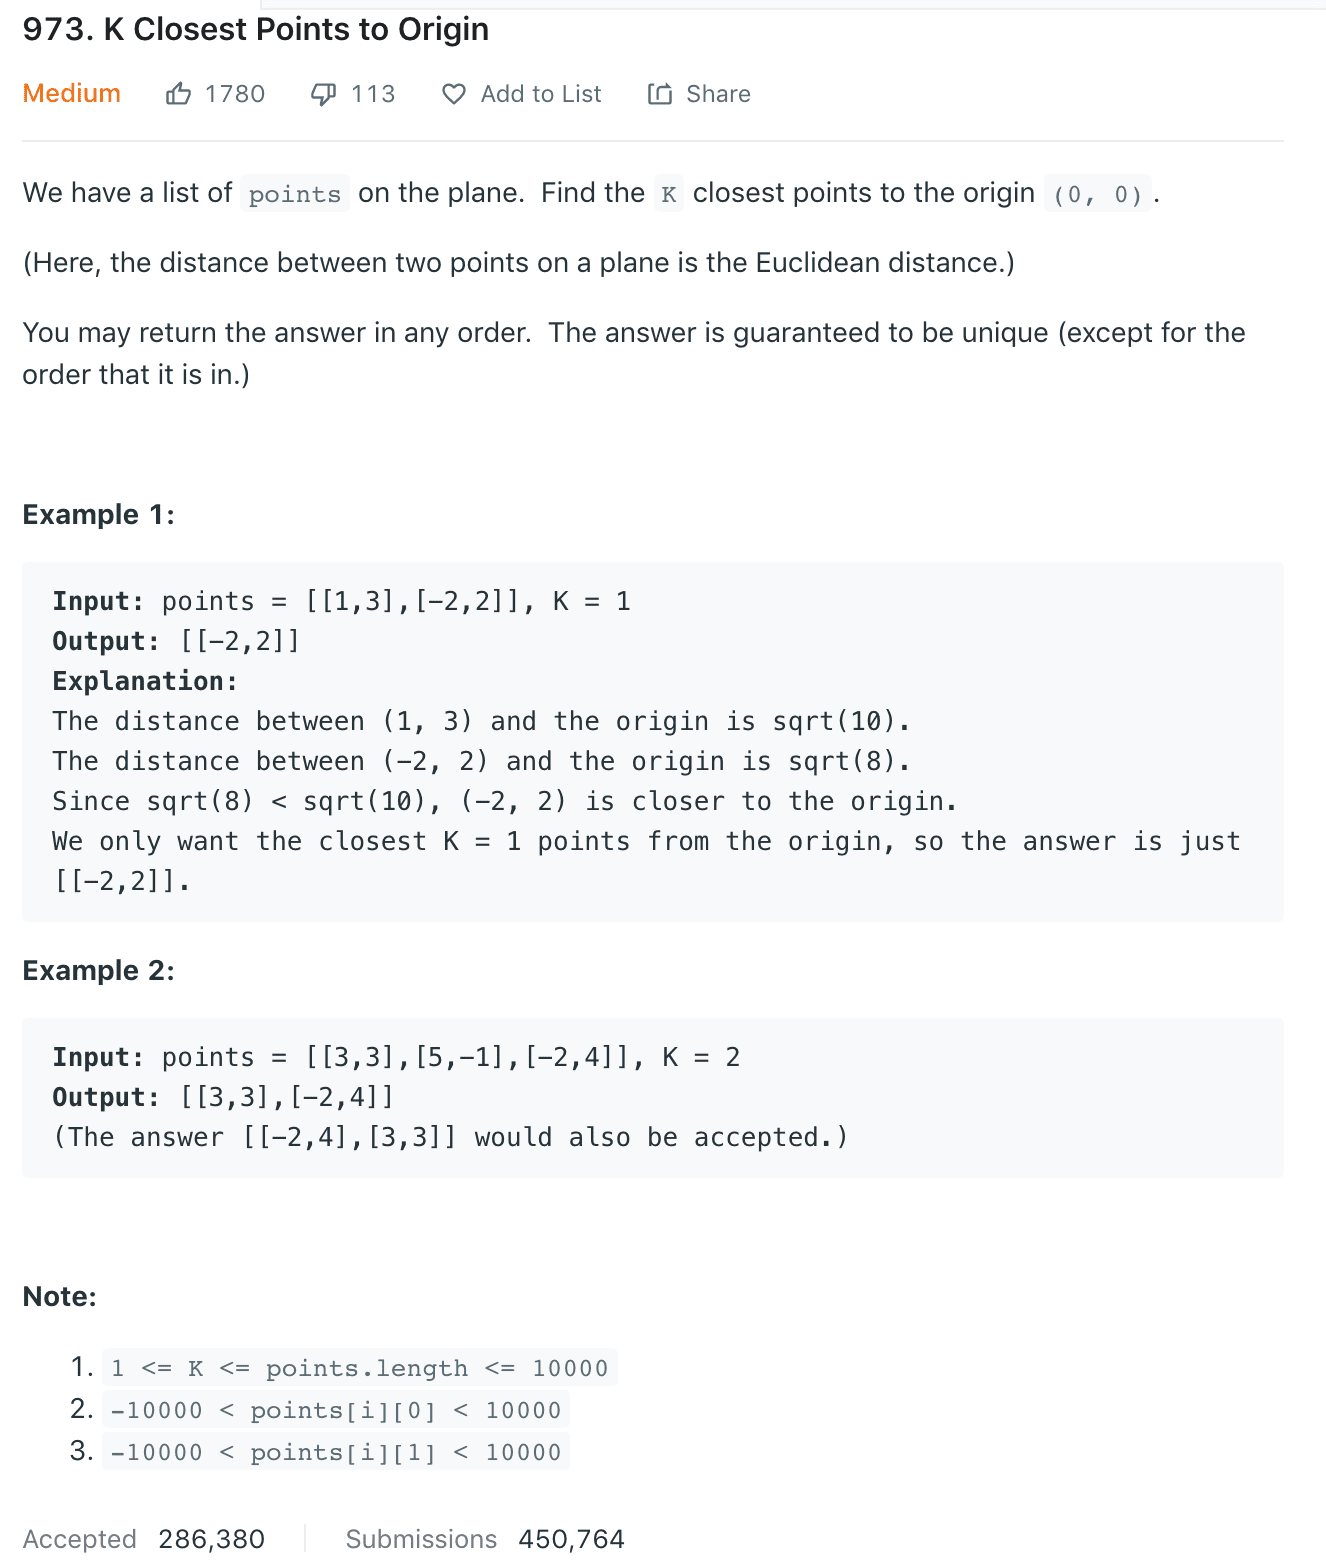 973. K Closest Points to Origin
Medium 1780 113 Add to List Share
We have a list of points on the plane. Find the K closest points to the origin (0, 0).
(Here, the distance between two points on a plane is the Euclidean distance.)
You may return the answer in any order. The answer is guaranteed to be unique (except for the
order that it is in.)
Example 1:
Input: points = [[1,3],[-2,2]], K = 1
Output: [[-2,2]]
Explanation:
The distance between (1, 3) and the origin is sqrt(10).
The distance between (-2, 2) and the origin is sqrt(8).
Since sqrt(8) < sqrt(10), (-2, 2) is closer to the origin.
We only want the closest K = 1 points from the origin, so the answer is just
[[-2,2]].
Example 2:
Input: points = [[3,3],[5,-1],[-2,4]], K = 2
Output: [[3,3],[-2,4]]
(The answer [[-2,4],[3,3]] would also be accepted.)
Note:
1. 1 <= K <= points.length <= 10000
2. -10000 < points[i][0] < 10000
3. -10000 < points[i][1] < 10000
Accepted 286,380 Submissions 450,764